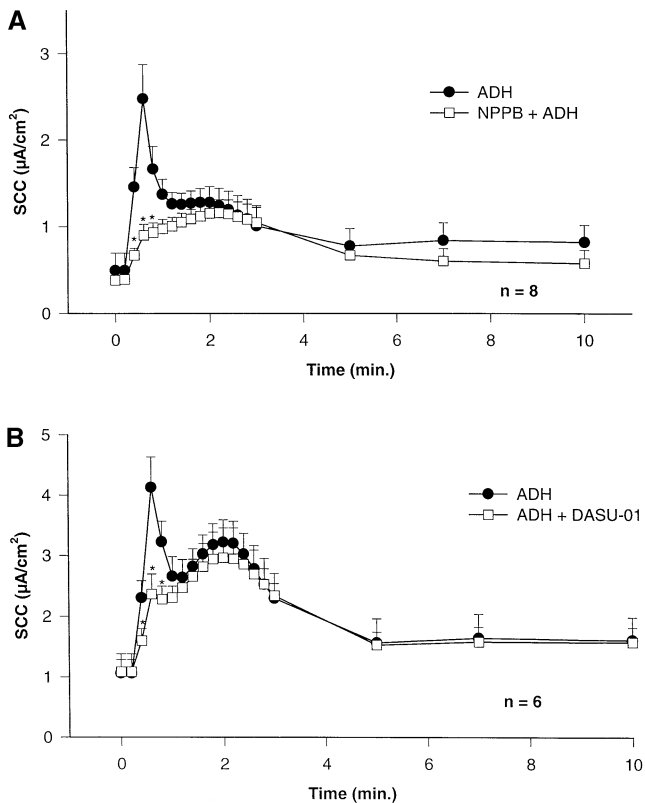 A
3
2
1
0
SCC (µA/cm²)
ADH
NPPB + ADH
* * *
n = 8
0 2 4 6 8 10
Time (min.)
B
5
4
3
2
1
0
SCC (µA/cm²)
ADH
ADH + DASU-01
* * *
n = 6
0 2 4 6 8 10
Time (min.)